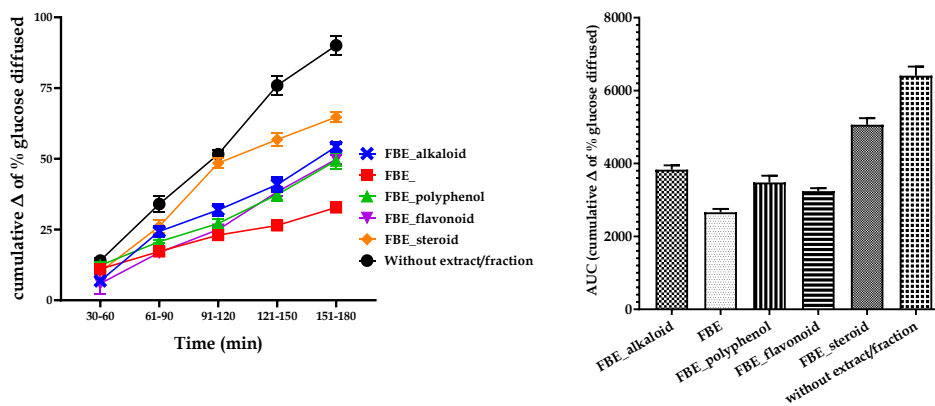 cumulative Δ of % glucose diffused
100
75
50
25
0
30-60
61-90
91-120
121-150
151-180
Time (min)
FBE_alkaloid
FBE_
FBE_polyphenol
FBE_flavonoid
FBE_steroid
Without extract/fraction
AUC (cumulative Δ of % glucose diffused)
8000
6000
4000
2000
0
FBE_alkaloid
FBE
FBE_polyphenol
FBE_flavonoid
FBE_steroid
without extract/fraction